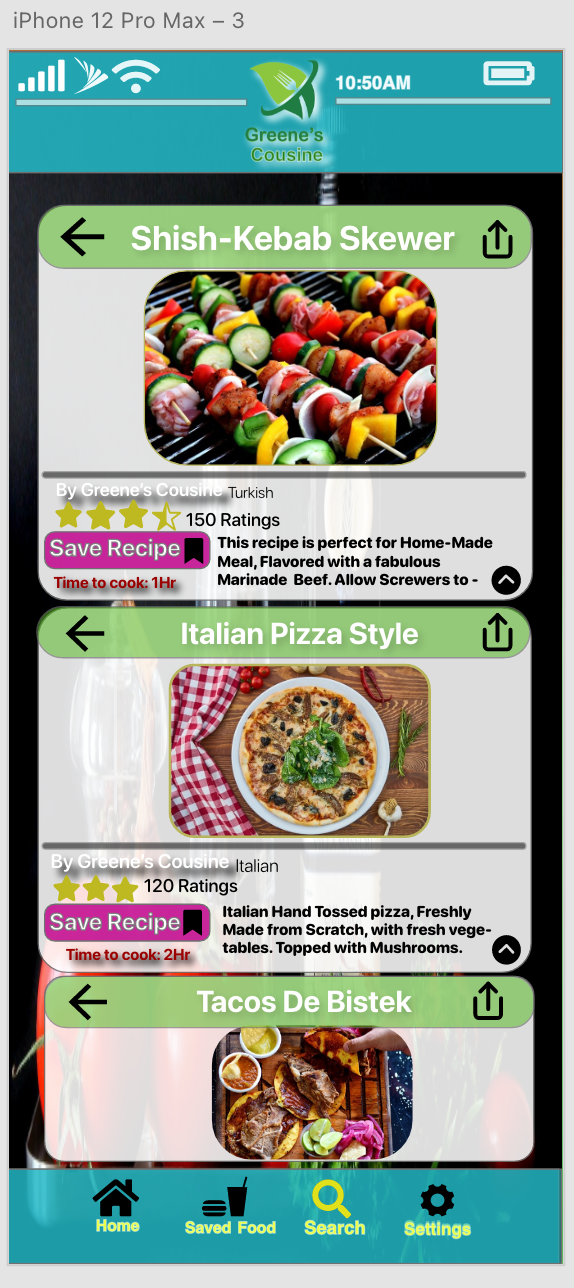 iPhone 12 Pro Max – 3
10:50AM
Greene's
Cousine
Shish-Kebab Skewer
By Greene's Cousine Turkish
150 Ratings
Save Recipe
This recipe is perfect for Home-Made
Meal, Flavored with a fabulous
Marinade Beef. Allow Screwers to -
Time to cook: 1Hr
Italian Pizza Style
By Greene's Cousine Italian
120 Ratings
Save Recipe
Italian Hand Tossed pizza, Freshly
Made from Scratch, with fresh vege-
tables. Topped with Mushrooms.
Time to cook: 2Hr
Tacos De Bistek
Home Saved Food Search Settings